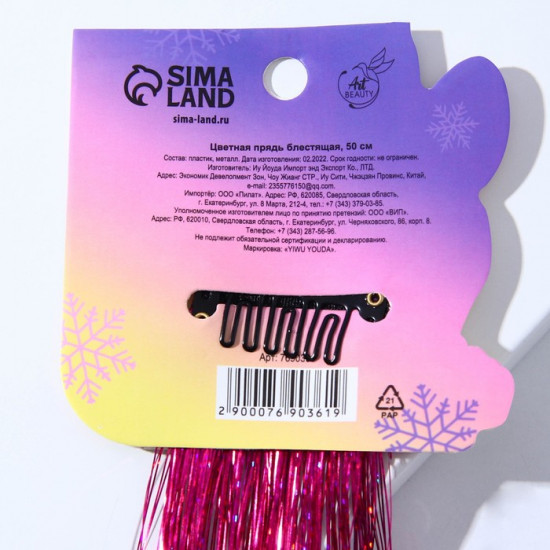 SIMA
LAND
sima-land.ru
Art
BEAUTY
Цветная прядь блестящая, 50 см
Состав: пластик, металл. Дата изготовления: 02.2022. Срок годности: не ограничен.
Изготовитель: Иу Йоуда Импорт энд Экспорт Ко., ЛТД.
Адрес: Экономик Девелопмент Зон, Чоу Жианг СТР., Иу Сити, Чжэцзян Провинс, Китай,
e-mail: 2355776150@qq.com.
Импортёр: ООО «Пилат». Адрес: РФ, 620085, Свердловская область,
г. Екатеринбург, ул. 8 Марта, 212-4, тел.: +7 (343) 379-03-85.
Уполномоченное изготовителем лицо по принятию претензий: ООО «ВИП».
Адрес: РФ, 620010, Свердловская область, г. Екатеринбург, ул. Черняховского, 86, корп. 8.
Телефон: +7 (343) 287-56-96.
Не подлежит обязательной сертификации и декларированию.
Маркировка: «YIWU YOUDA».
Арт.
2 900076 903619
21
PAP